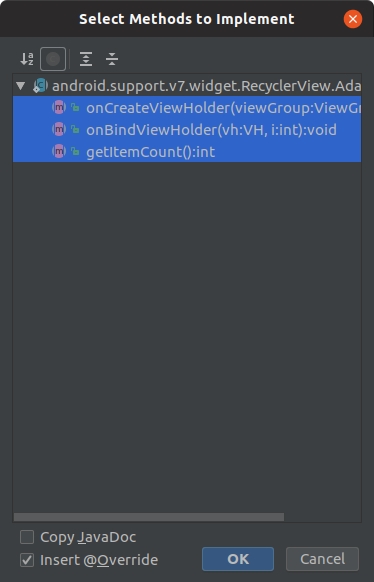 Select Methods to Implement
android.support.v7.widget.RecyclerView.Ada
onCreateViewHolder(viewGroup:ViewGr
onBindViewHolder(vh:VH, i:int):void
getItemCount():int
Copy JavaDoc
Insert @Override
OK
Cancel